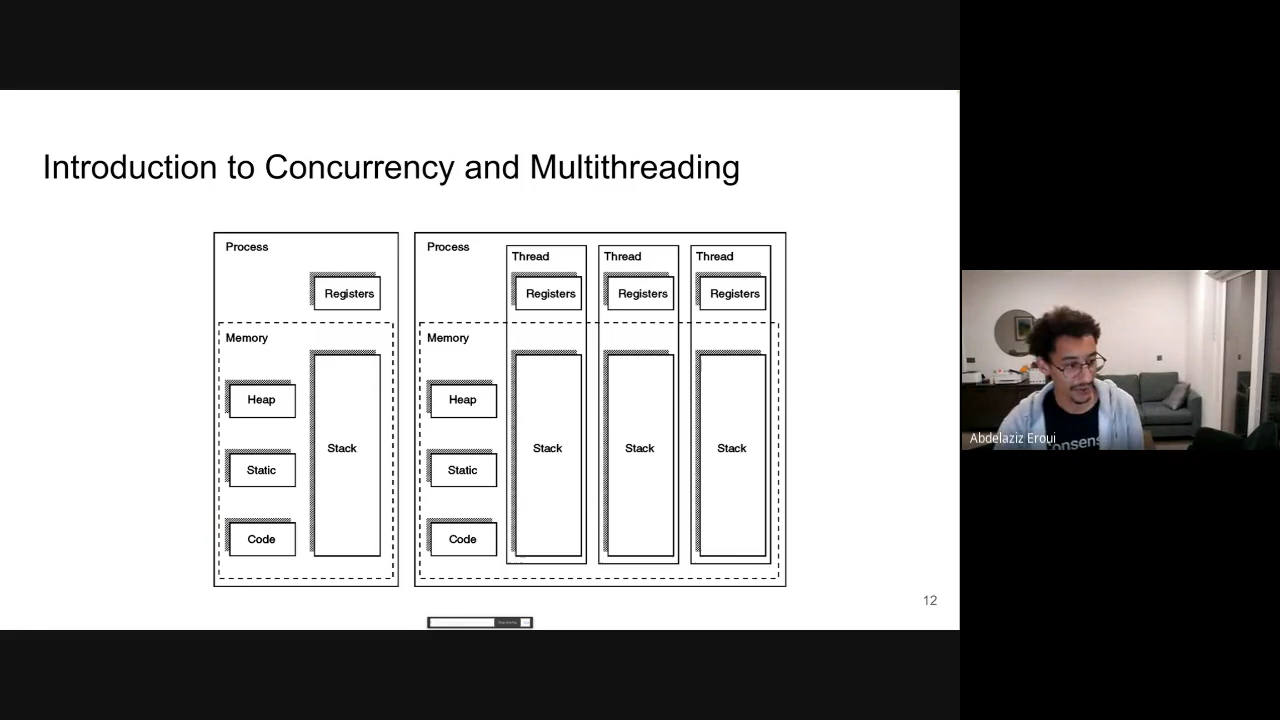 Introduction to Concurrency and Multithreading
Process
Registers
Memory
Heap
Static
Code
Stack
Process
Thread
Thread
Thread
Registers
Registers
Registers
Memory
Heap
Static
Code
Stack
Stack
Stack
12
Abdelaziz Eroui
onsens